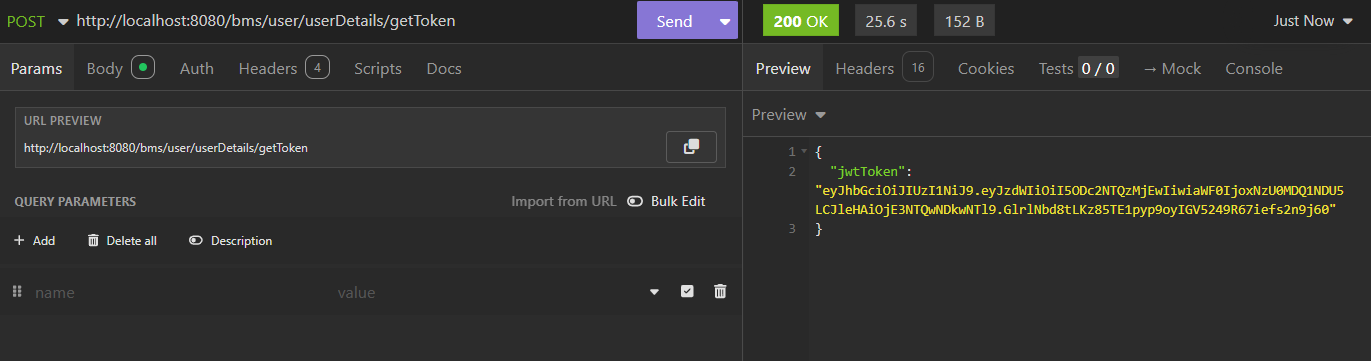 POST http://localhost:8080/bms/user/userDetails/getToken Send
200 OK 25.6 s 152 B Just Now
Params Body Auth Headers 4 Scripts Docs
Preview Headers 16 Cookies Tests 0 / 0 → Mock Console
URL PREVIEW
http://localhost:8080/bms/user/userDetails/getToken
QUERY PARAMETERS Import from URL Bulk Edit
+ Add Delete all Description
name value
Preview
1 {
2 "jwtToken":
"eyJhbGciOiJIUzI1NiJ9.eyJzdWIiOiI5ODc2NTQzMjEwIiwiaWF0IjoxNzU0MDQ1NDU5
LCJleHAiOjE3NTQwNDkwNTl9.GlrlNbd8tLKz85TE1pyp9oyIGV5249R67iefs2n9j60"
3 }